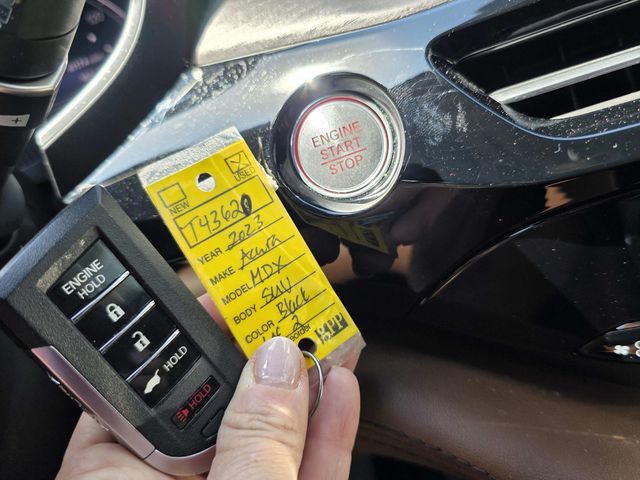 ENGINE
START
STOP
NEW
USED
T43620
YEAR 2023
MAKE Acura
MODEL MDX
BODY SUV
COLOR Black
ENGINE
HOLD
HOLD
HOLD
+